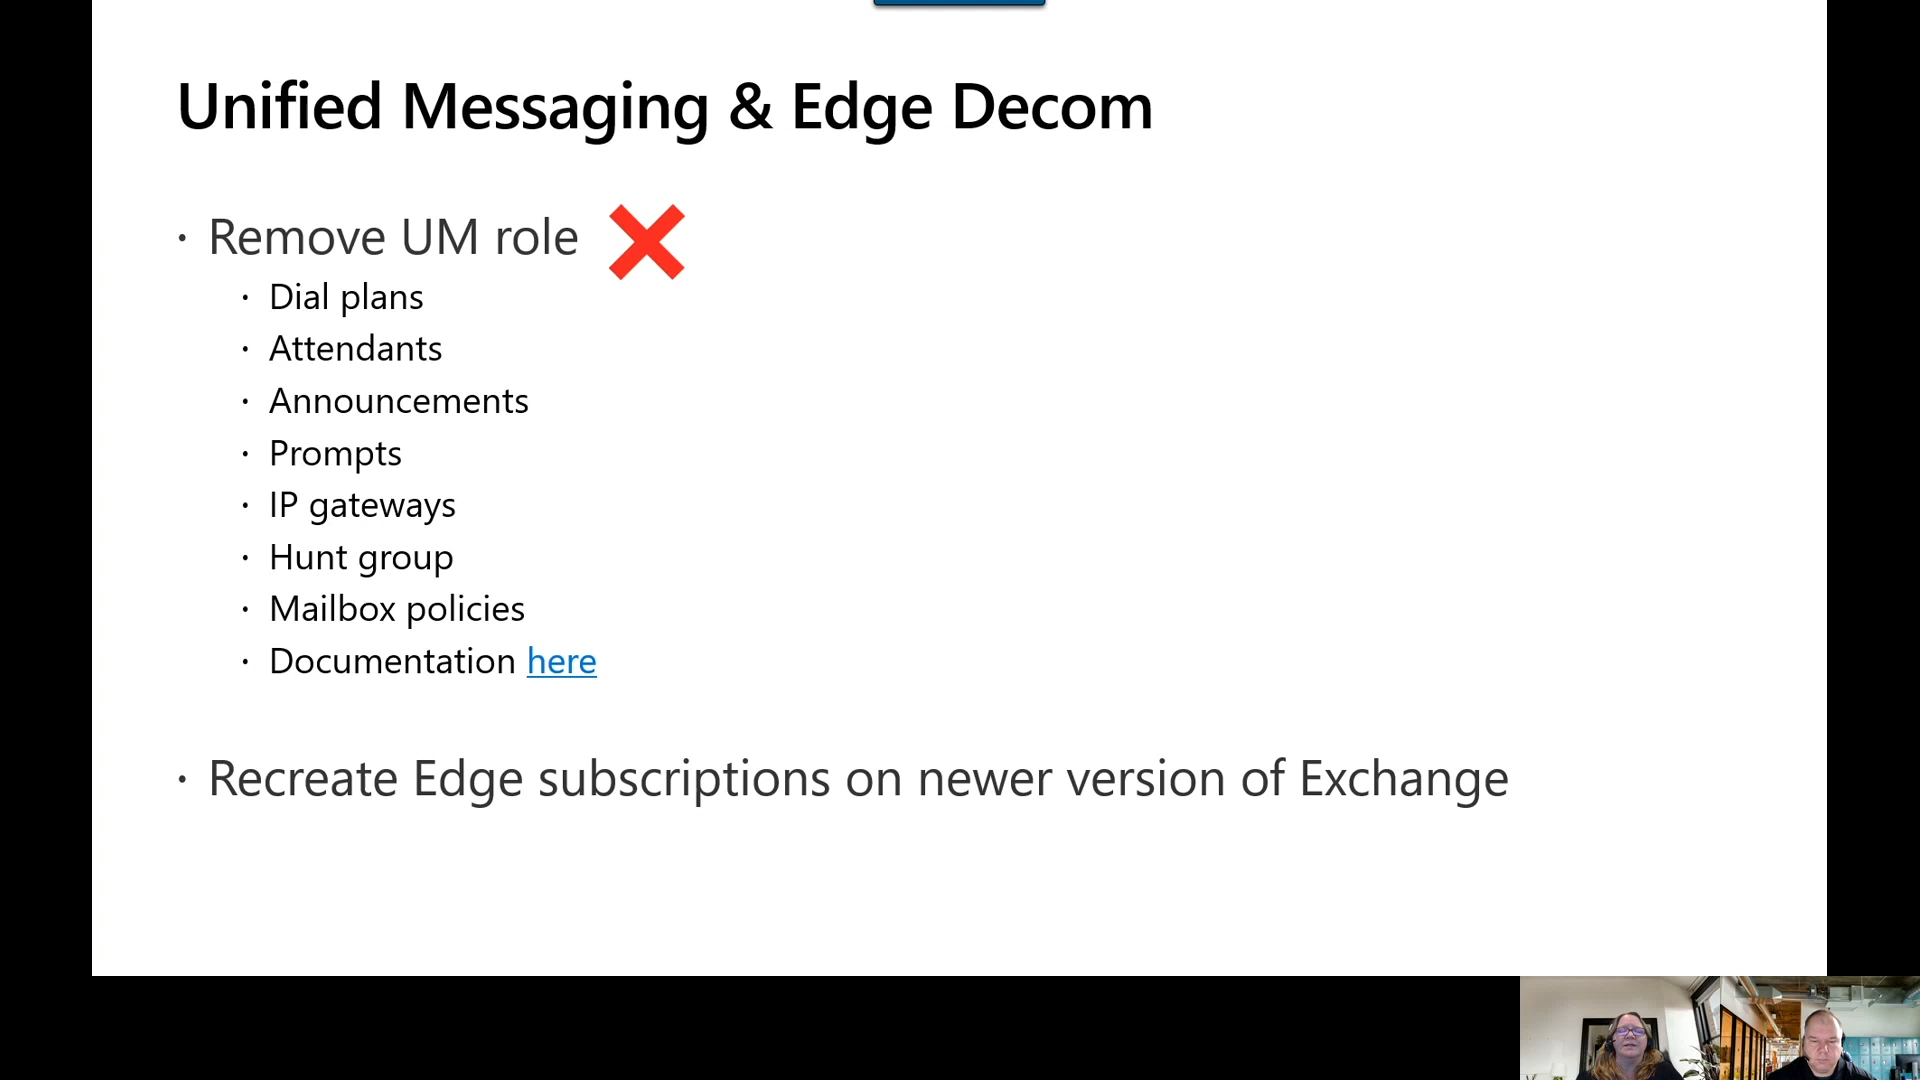 Unified Messaging & Edge Decom
· Remove UM role
· Dial plans
· Attendants
· Announcements
· Prompts
· IP gateways
· Hunt group
· Mailbox policies
· Documentation here
· Recreate Edge subscriptions on newer version of Exchange